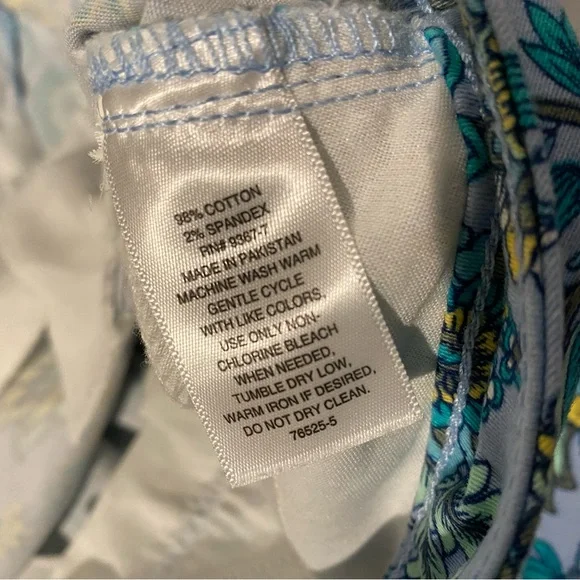 98% COTTON
2% SPANDEX
RN# 9367-7
MADE IN PAKISTAN
MACHINE WASH WARM
GENTLE CYCLE
WITH LIKE COLORS,
USE ONLY NON-
CHLORINE BLEACH
WHEN NEEDED,
TUMBLE DRY LOW,
WARM IRON IF DESIRED,
DO NOT DRY CLEAN.
76525-5